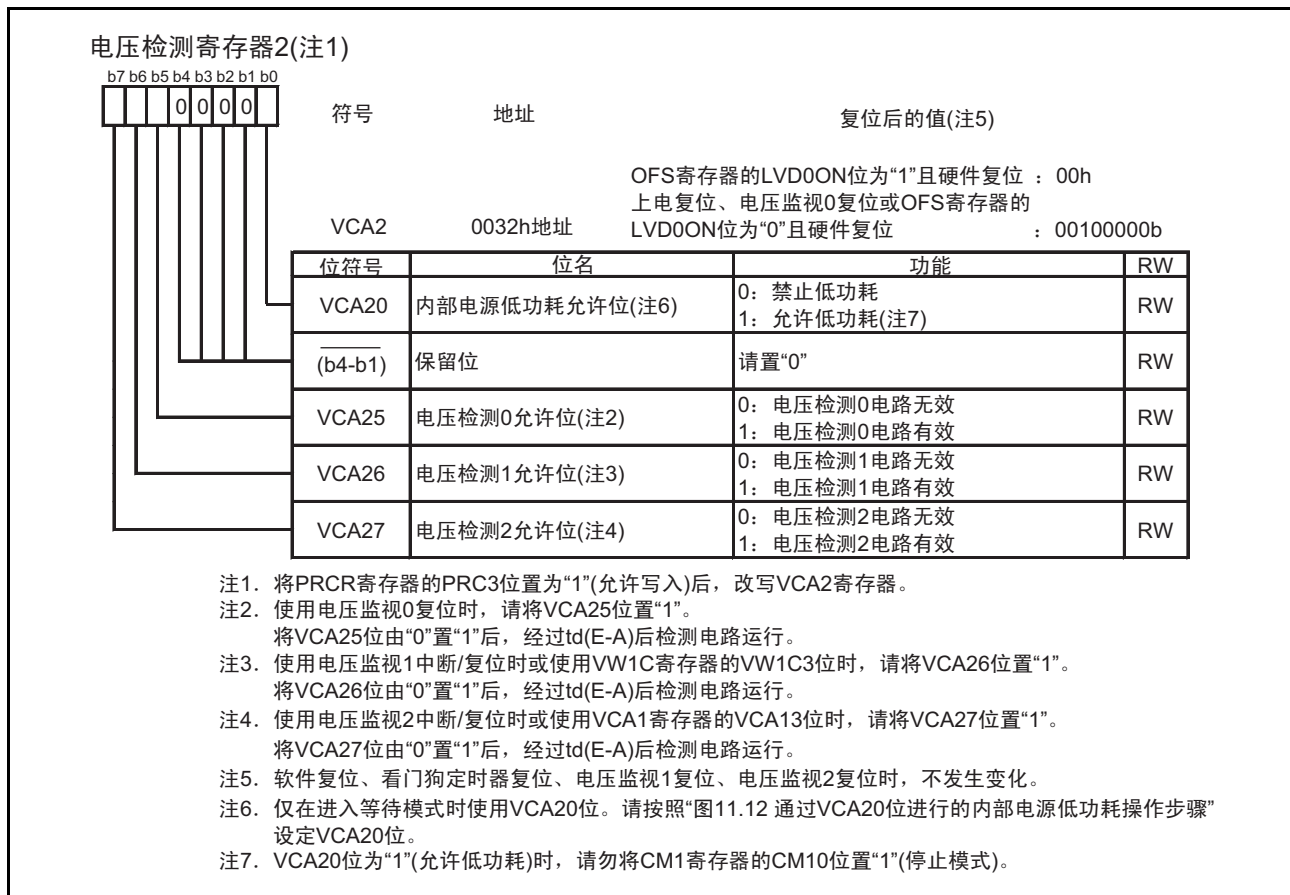 电压检测寄存器2(注1)
b7 b6 b5 b4 b3 b2 b1 b0
0 0 0 0
符号 地址 复位后的值(注5)
OFS寄存器的LVD0ON位为“1”且硬件复位 ：00h
上电复位、电压监视0复位或OFS寄存器的
VCA2 0032h地址 LVD0ON位为“0”且硬件复位 ：00100000b
位符号 位名 功能 RW
VCA20 内部电源低功耗允许位(注6) 0：禁止低功耗 RW
1：允许低功耗(注7)
(b4-b1) 保留位 请置“0” RW
VCA25 电压检测0允许位(注2) 0：电压检测0电路无效 RW
1：电压检测0电路有效
VCA26 电压检测1允许位(注3) 0：电压检测1电路无效 RW
1：电压检测1电路有效
VCA27 电压检测2允许位(注4) 0：电压检测2电路无效 RW
1：电压检测2电路有效
注1．将PRCR寄存器的PRC3位置为“1”(允许写入)后，改写VCA2寄存器。
注2．使用电压监视0复位时，请将VCA25位置“1”。
将VCA25位由“0”置“1”后，经过td(E-A)后检测电路运行。
注3．使用电压监视1中断/复位时或使用VW1C寄存器的VW1C3位时，请将VCA26位置“1”。
将VCA26位由“0”置“1”后，经过td(E-A)后检测电路运行。
注4．使用电压监视2中断/复位时或使用VCA1寄存器的VCA13位时，请将VCA27位置“1”。
将VCA27位由“0”置“1”后，经过td(E-A)后检测电路运行。
注5．软件复位、看门狗定时器复位、电压监视1复位、电压监视2复位时，不发生变化。
注6．仅在进入等待模式时使用VCA20位。请按照“图11.12 通过VCA20位进行的内部电源低功耗操作步骤”
设定VCA20位。
注7．VCA20位为“1”(允许低功耗)时，请勿将CM1寄存器的CM10位置“1”(停止模式)。